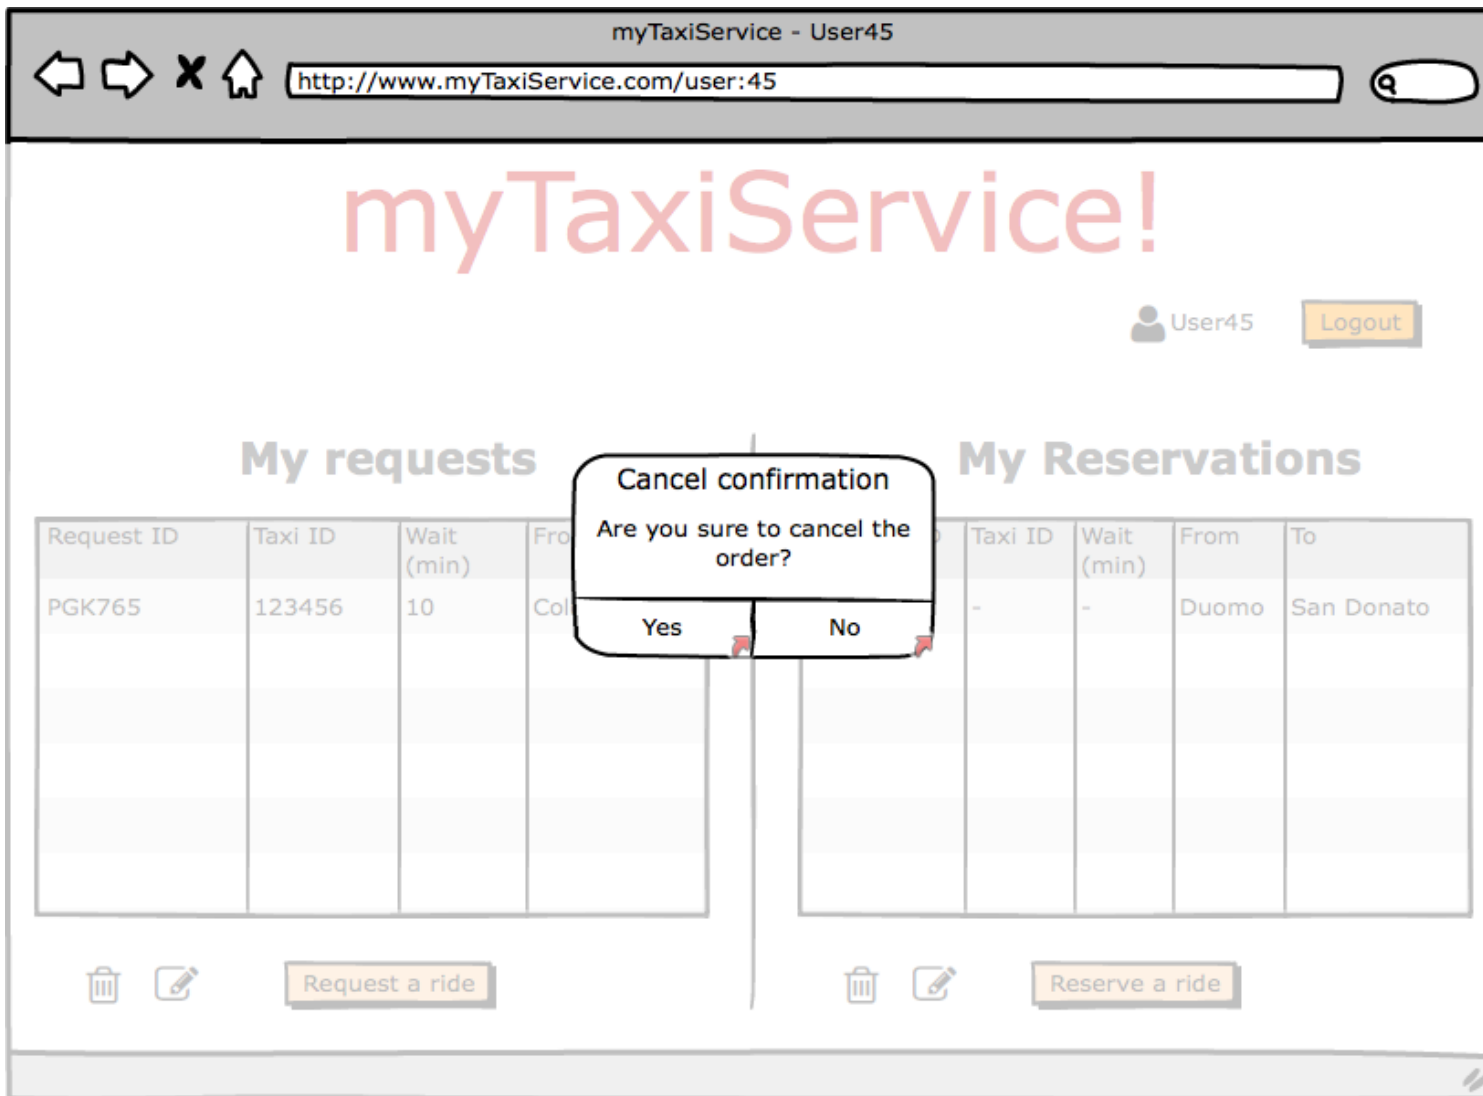 myTaxiService - User45
http://www.myTaxiService.com/user:45
myTaxiService!
User45 Logout
My requests
My Reservations
Cancel confirmation
Are you sure to cancel the
order?
Yes No
Request ID Taxi ID Wait
(min)
PGK765 123456 10
Taxi ID Wait From To
(min)
- - Duomo San Donato
Request a ride
Reserve a ride